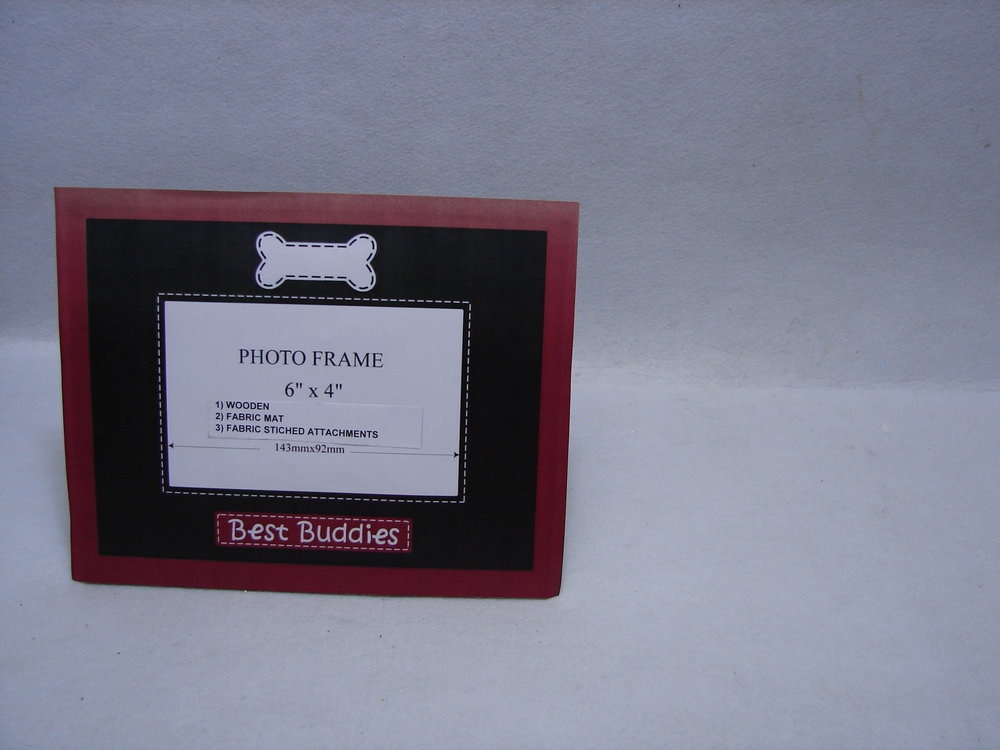 PHOTO FRAME
6" x 4"
1) WOODEN
2) FABRIC MAT
3) FABRIC STICHED ATTACHMENTS
143mmx92mm
Best Buddies